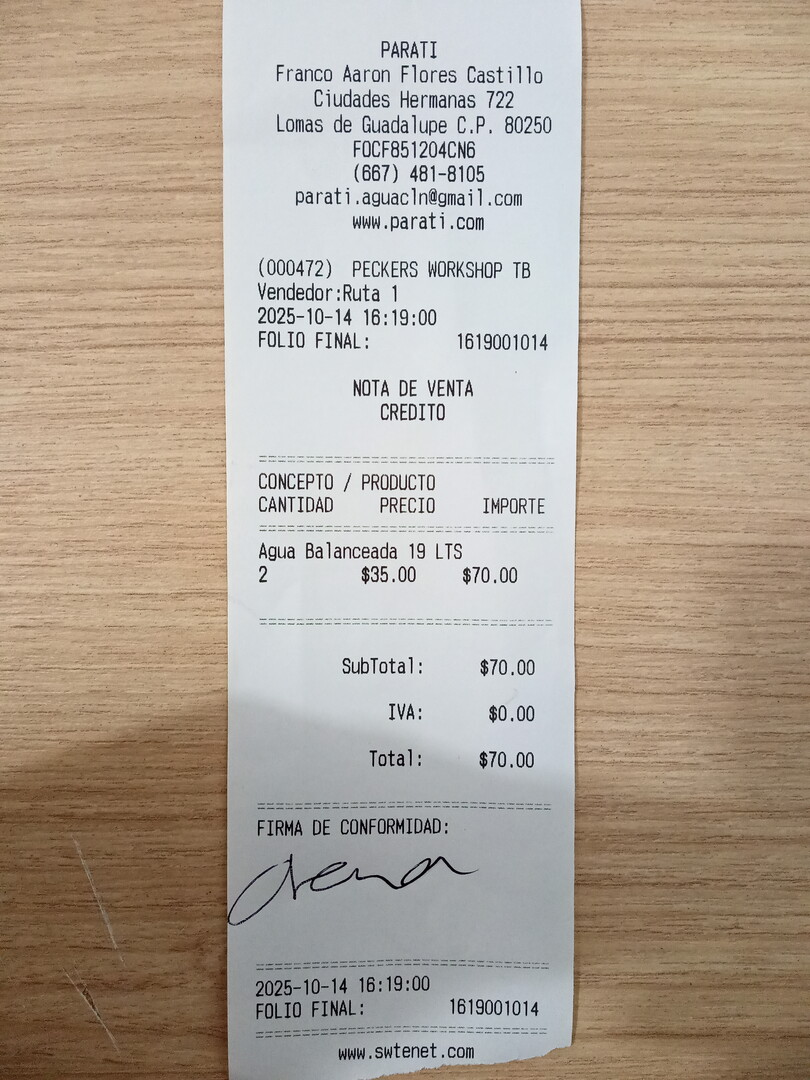 PARATI
Franco Aaron Flores Castillo
Ciudades Hermanas 722
Lomas de Guadalupe C.P. 80250
FOCF851204CN6
(667) 481-8105
parati.aguacln@gmail.com
www.parati.com
(000472) PECKERS WORKSHOP TB
Vendedor:Ruta 1
2025-10-14 16:19:00
FOLIO FINAL: 1619001014
NOTA DE VENTA
CREDITO
CONCEPTO / PRODUCTO
CANTIDAD PRECIO IMPORTE
Agua Balanceada 19 LTS
2 $35.00 $70.00
SubTotal: $70.00
IVA: $0.00
Total: $70.00
FIRMA DE CONFORMIDAD:
2025-10-14 16:19:00
FOLIO FINAL: 1619001014
www.swtenet.com